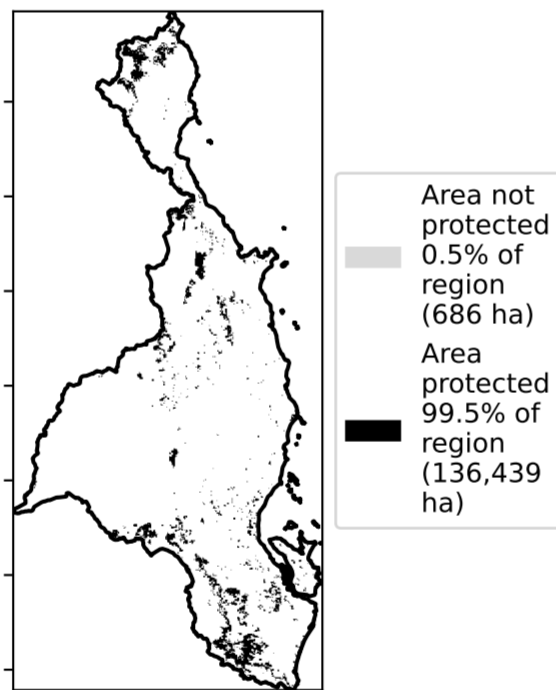 Area not
protected
0.5% of
region
(686 ha)
Area
protected
99.5% of
region
(136,439
ha)